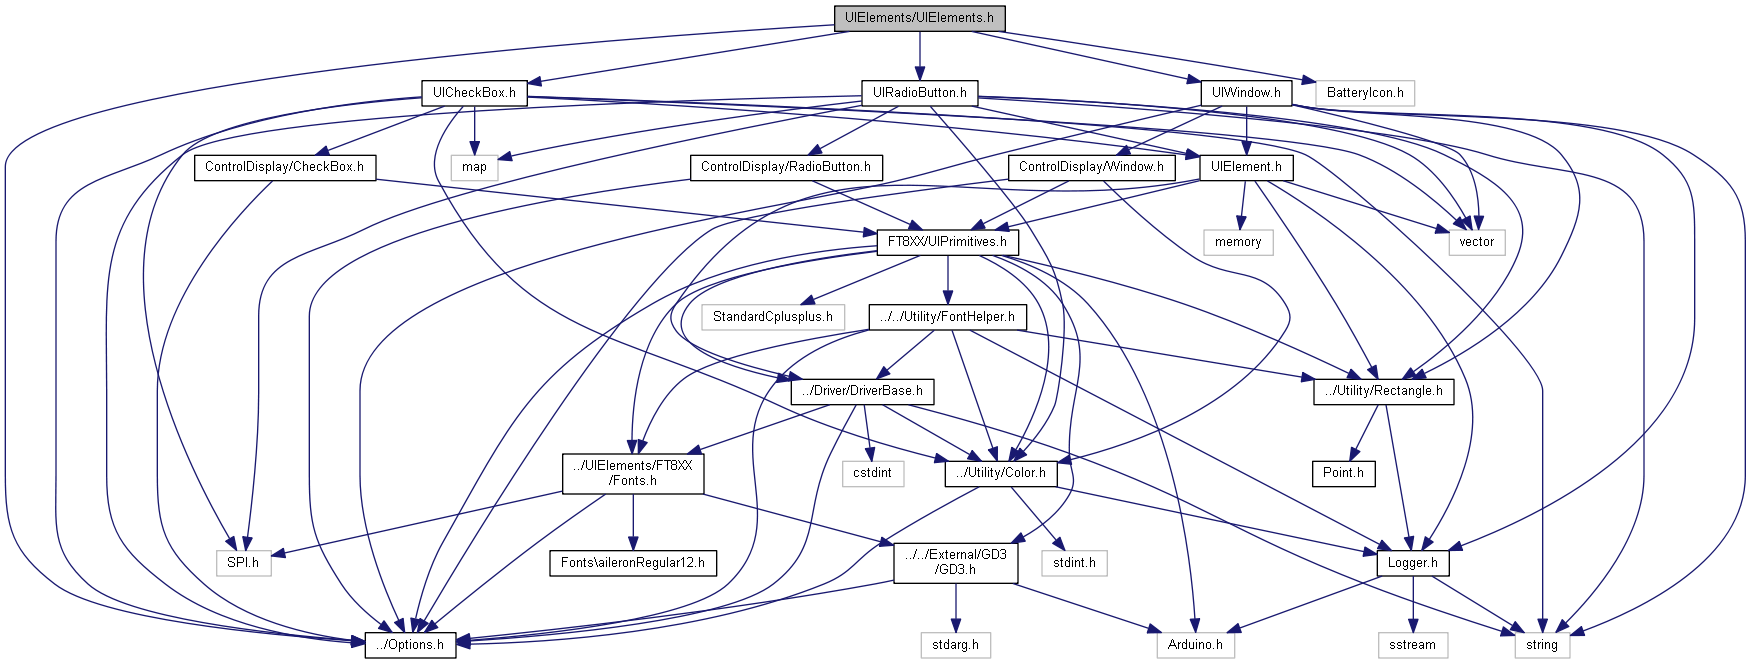 UIElements/UIElements.h
UICheckBox.h
UIRadioButton.h
UIWindow.h
BatteryIcon.h
ControlDisplay/CheckBox.h
map
ControlDisplay/RadioButton.h
ControlDisplay/Window.h
UIElement.h
FT8XX/UIPrimitives.h
memory
vector
StandardCplusplus.h
../../Utility/FontHelper.h
../Driver/DriverBase.h
../Utility/Rectangle.h
../UIElements/FT8XX
/Fonts.h
cstdint
../Utility/Color.h
Point.h
SPI.h
Fonts\aileronRegular12.h
../../External/GD3
/GD3.h
stdint.h
Logger.h
../Options.h
stdarg.h
Arduino.h
sstream
string